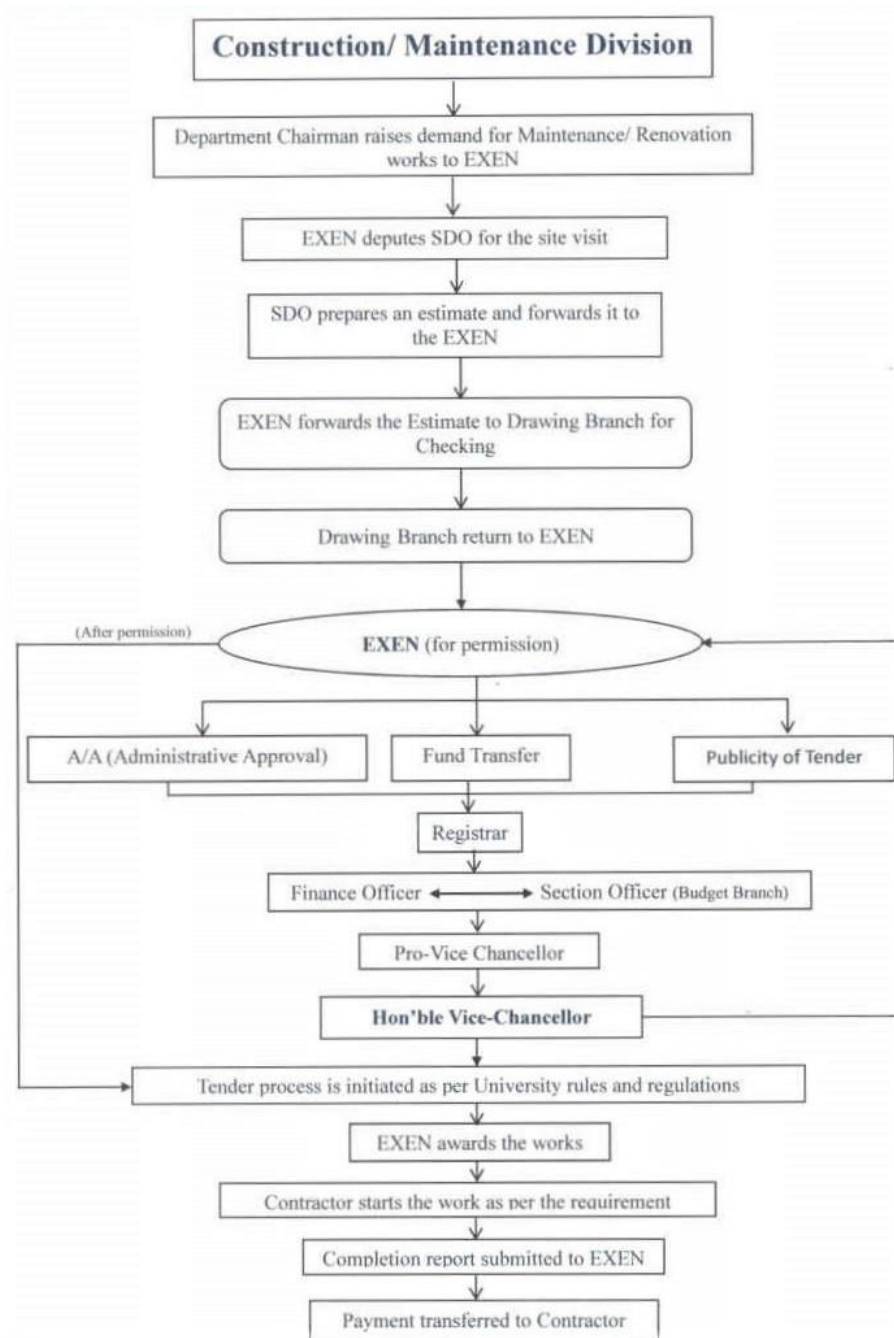 Construction/ Maintenance Division
Department Chairman raises demand for Maintenance/ Renovation
works to EXEN
EXEN deputes SDO for the site visit
SDO prepares an estimate and forwards it to
the EXEN
EXEN forwards the Estimate to Drawing Branch for
Checking
Drawing Branch return to EXEN
(After permission)
EXEN (for permission)
A/A (Administrative Approval)
Fund Transfer
Publicity of Tender
Registrar
Finance Officer
Section Officer (Budget Branch)
Pro-Vice Chancellor
Hon'ble Vice-Chancellor
Tender process is initiated as per University rules and regulations
EXEN awards the works
Contractor starts the work as per the requirement
Completion report submitted to EXEN
Payment transferred to Contractor